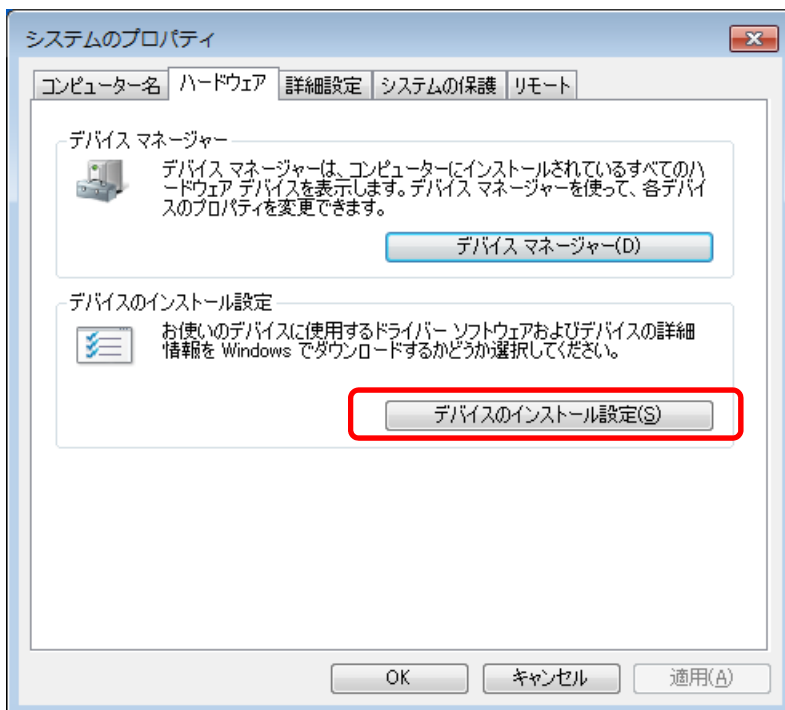 システムのプロパティ
コンピューター名 ハードウェア 詳細設定 システムの保護 リモート
デバイス マネージャー
デバイス マネージャーは、コンピューターにインストールされているすべてのハ
ードウェア デバイスを表示します。デバイス マネージャーを使って、各デバイ
スのプロパティを変更できます。
デバイス マネージャー(D)
デバイスのインストール設定
お使いのデバイスに使用するドライバー ソフトウェアおよびデバイスの詳細
情報を Windows でダウンロードするかどうか選択してください。
デバイスのインストール設定(S)
OK キャンセル 適用(A)